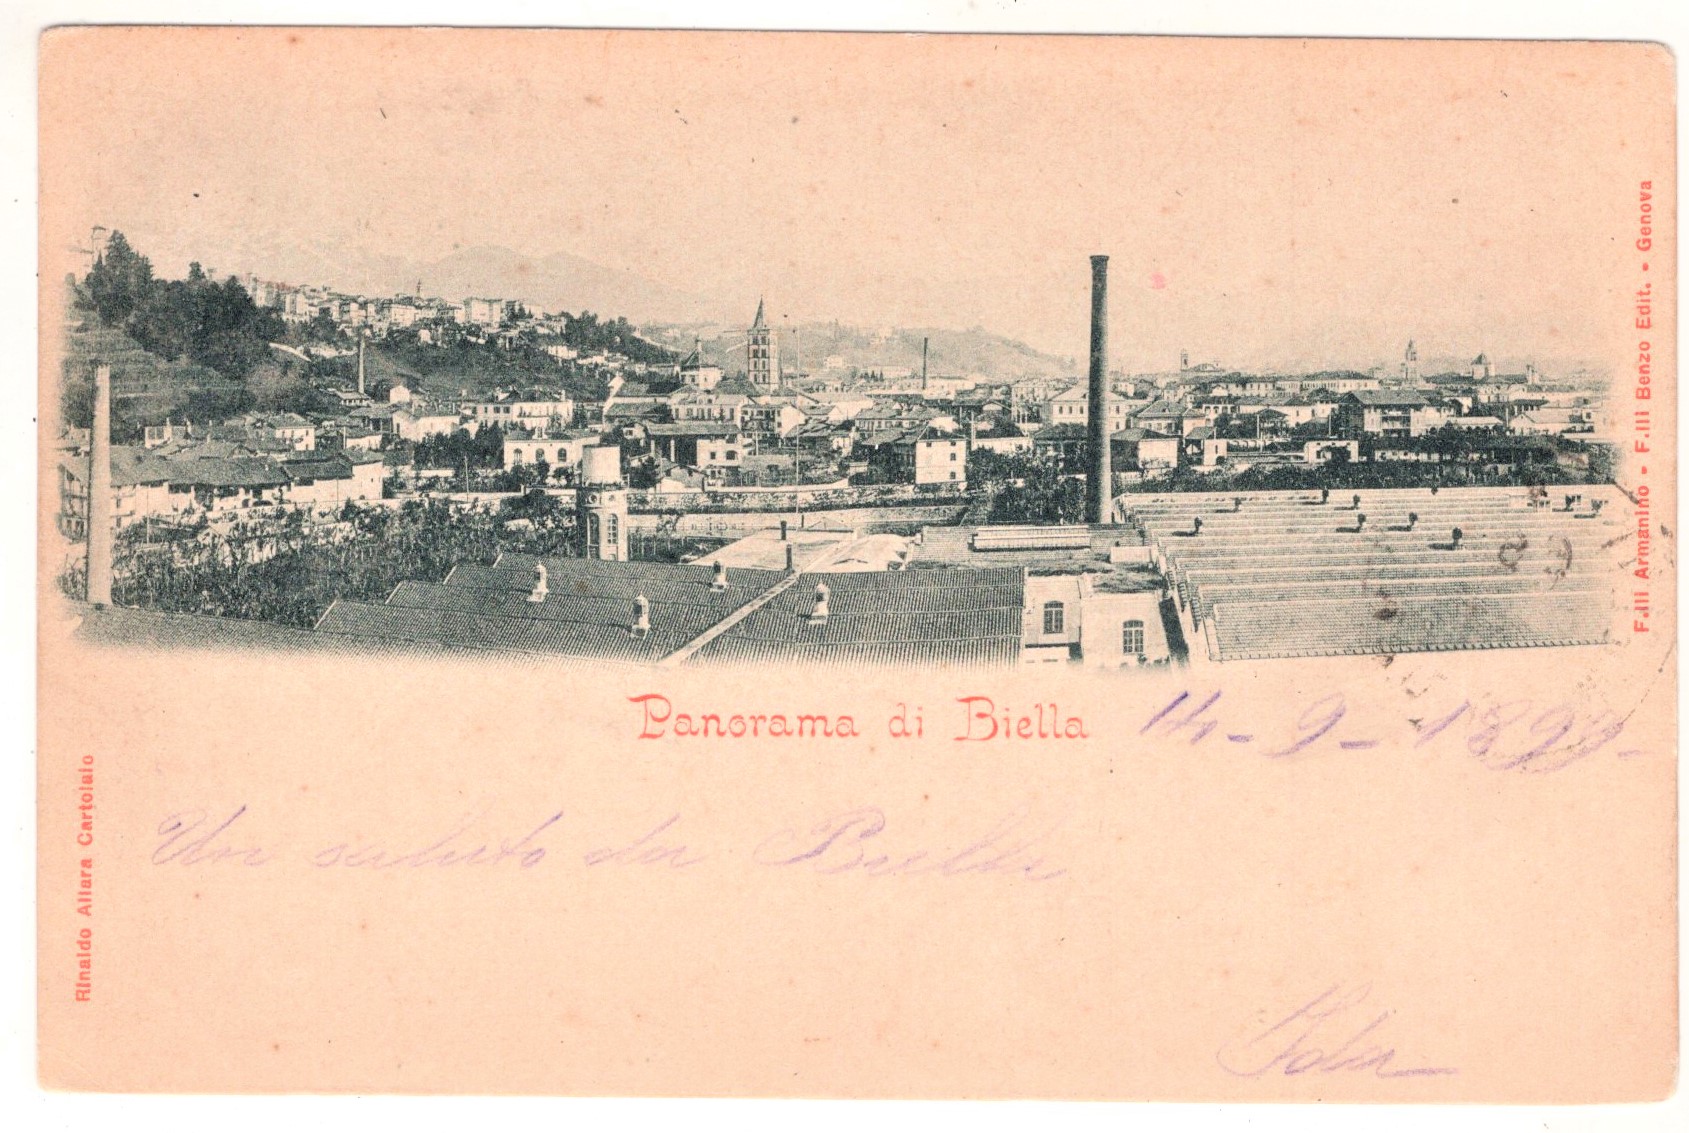 F.lli Armanino • F.lli Benzo Edit. • Genova
Panorama di Biella
14-9-1899-
Rinaldo Allara Cartolaio
Un saluto da Biella
Ida